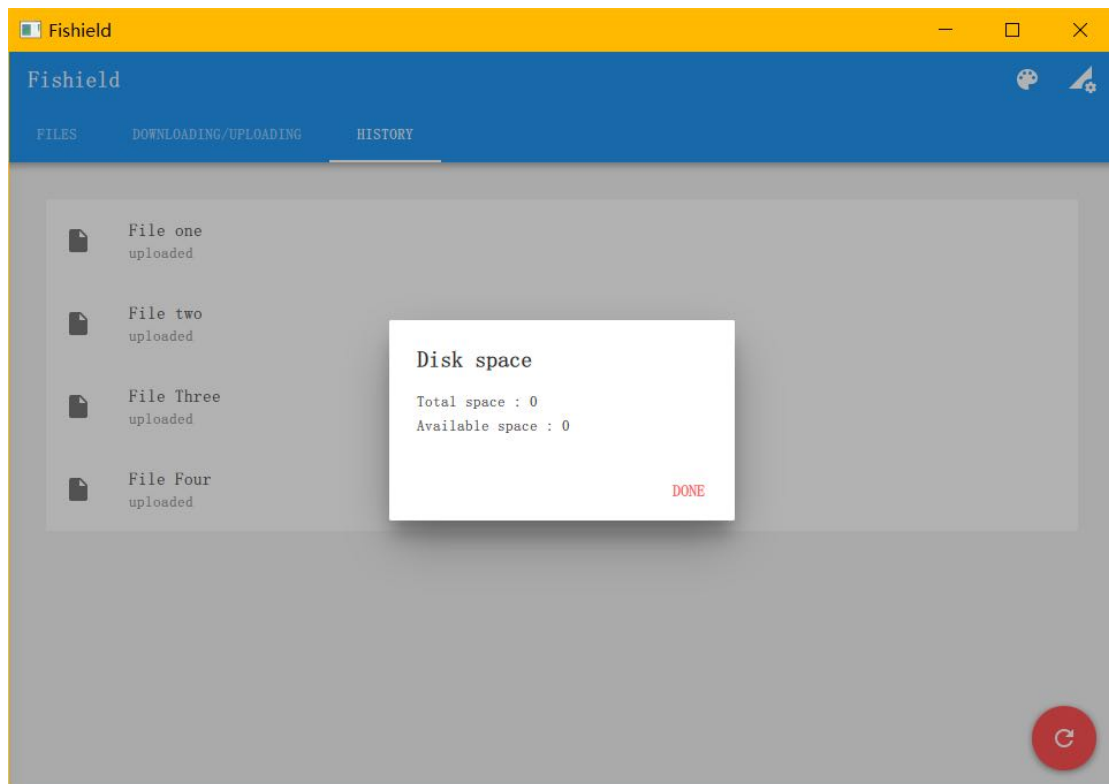 Fishield
Fishield
FILES DOWNLOADING/UPLOADING HISTORY
File one
uploaded
File two
uploaded
File Three
uploaded
File Four
uploaded
Disk space
Total space : 0
Available space : 0
DONE